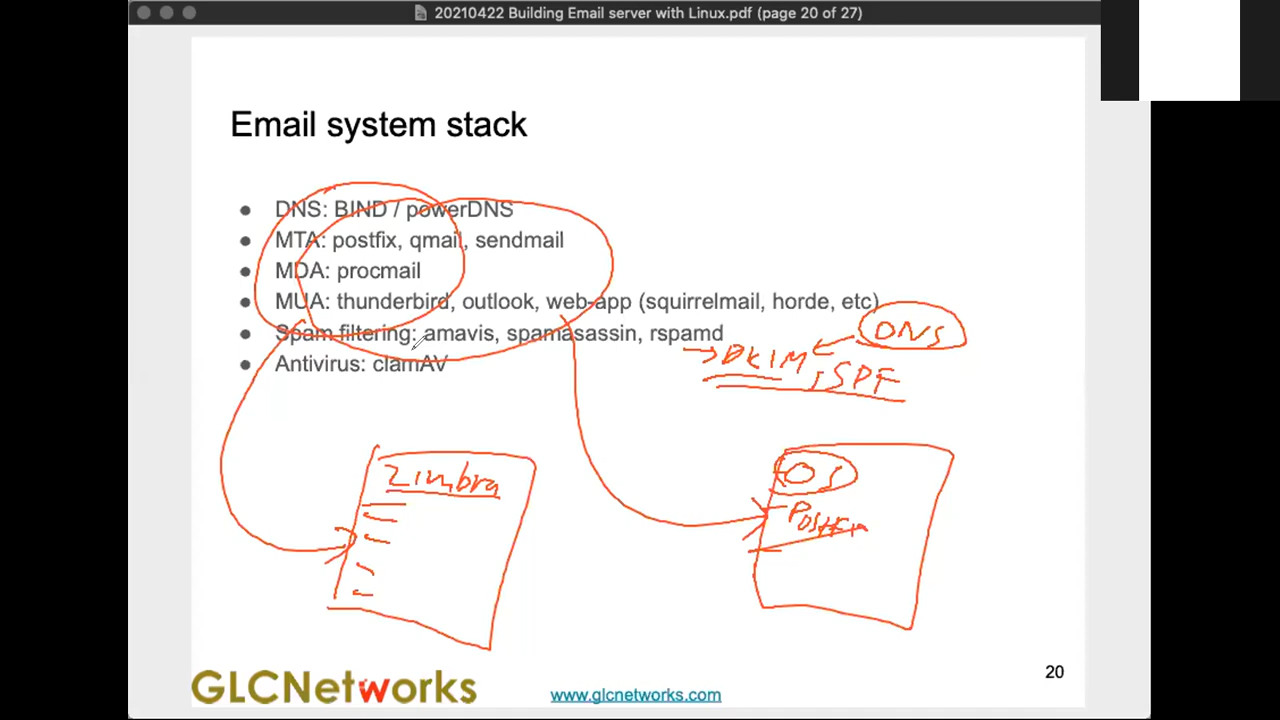 20210422 Building Email server with Linux.pdf (page 20 of 27)
Email system stack
● DNS: BIND / powerDNS
● MTA: postfix, qmail, sendmail
● MDA: procmail
● MUA: thunderbird, outlook, web-app (squirrelmail, horde, etc)
● Spam filtering: amavis, spamasassin, rspamd
● Antivirus: clamAV
DNS
DKIM, SPF
Zimbra
OS
Postfix
GLCNetworks
www.glcnetworks.com
20